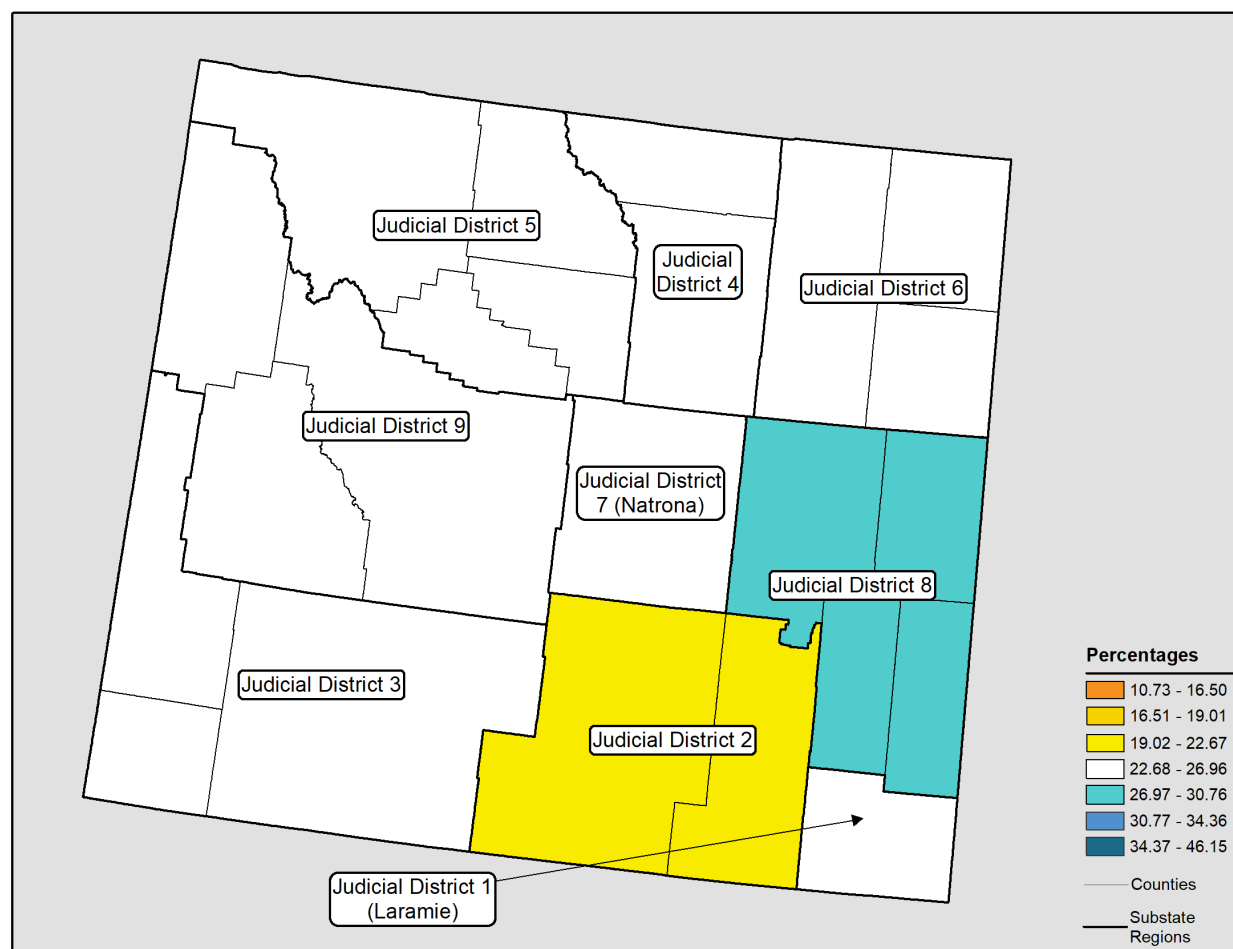 Judicial District 5
Judicial
District 4
Judicial District 6
Judicial District 9
Judicial District
7 (Natrona)
Judicial District 8
Judicial District 3
Judicial District 2
Judicial District 1
(Laramie)
Percentages
10.73 - 16.50
16.51 - 19.01
19.02 - 22.67
22.68 - 26.96
26.97 - 30.76
30.77 - 34.36
34.37 - 46.15
Counties
Substate
Regions